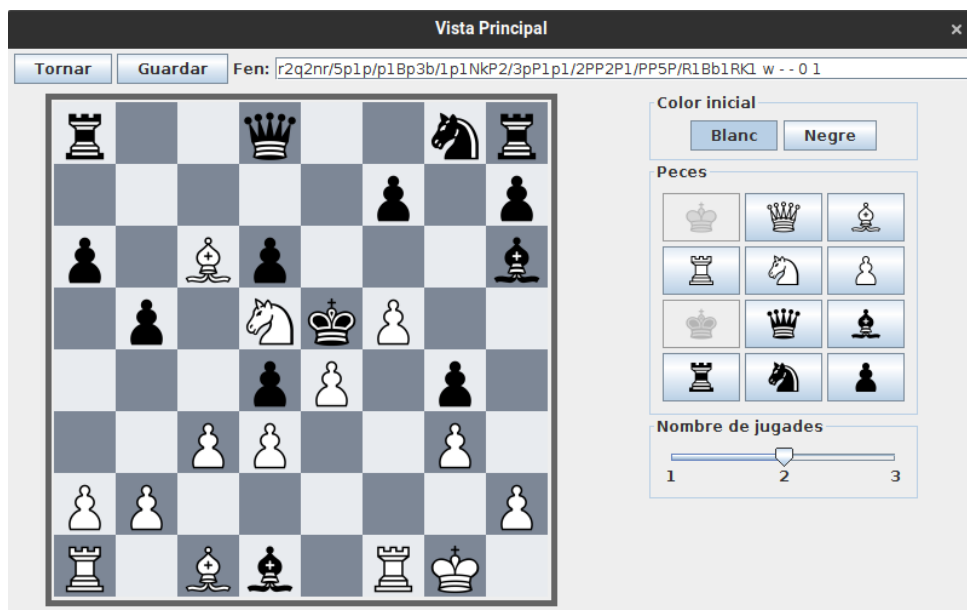 Vista Principal
Tornar Guardar Fen: r2q2nr/5p1p/p1Bp3b/1p1NkP2/3pP1p1/2PP2P1/PP5P/R1Bb1RK1 w - - 0 1
Color inicial
Blanc Negre
Peces
Nombre de jugades
1 2 3